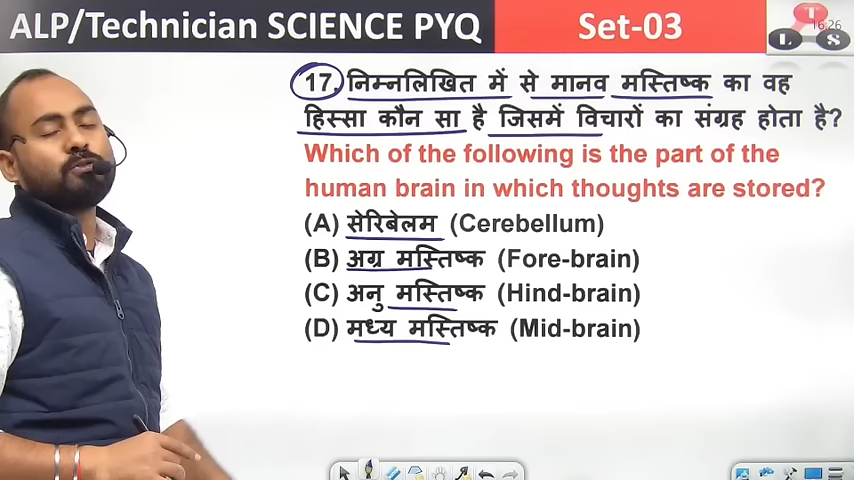 ALP/Technician SCIENCE PYQ
Set-03
T
L S
16:26
17. निम्नलिखित में से मानव मस्तिष्क का वह
हिस्सा कौन सा है जिसमें विचारों का संग्रह होता है?
Which of the following is the part of the
human brain in which thoughts are stored?
(A) सेरिबेलम (Cerebellum)
(B) अग्र मस्तिष्क (Fore-brain)
(C) अनु मस्तिष्क (Hind-brain)
(D) मध्य मस्तिष्क (Mid-brain)